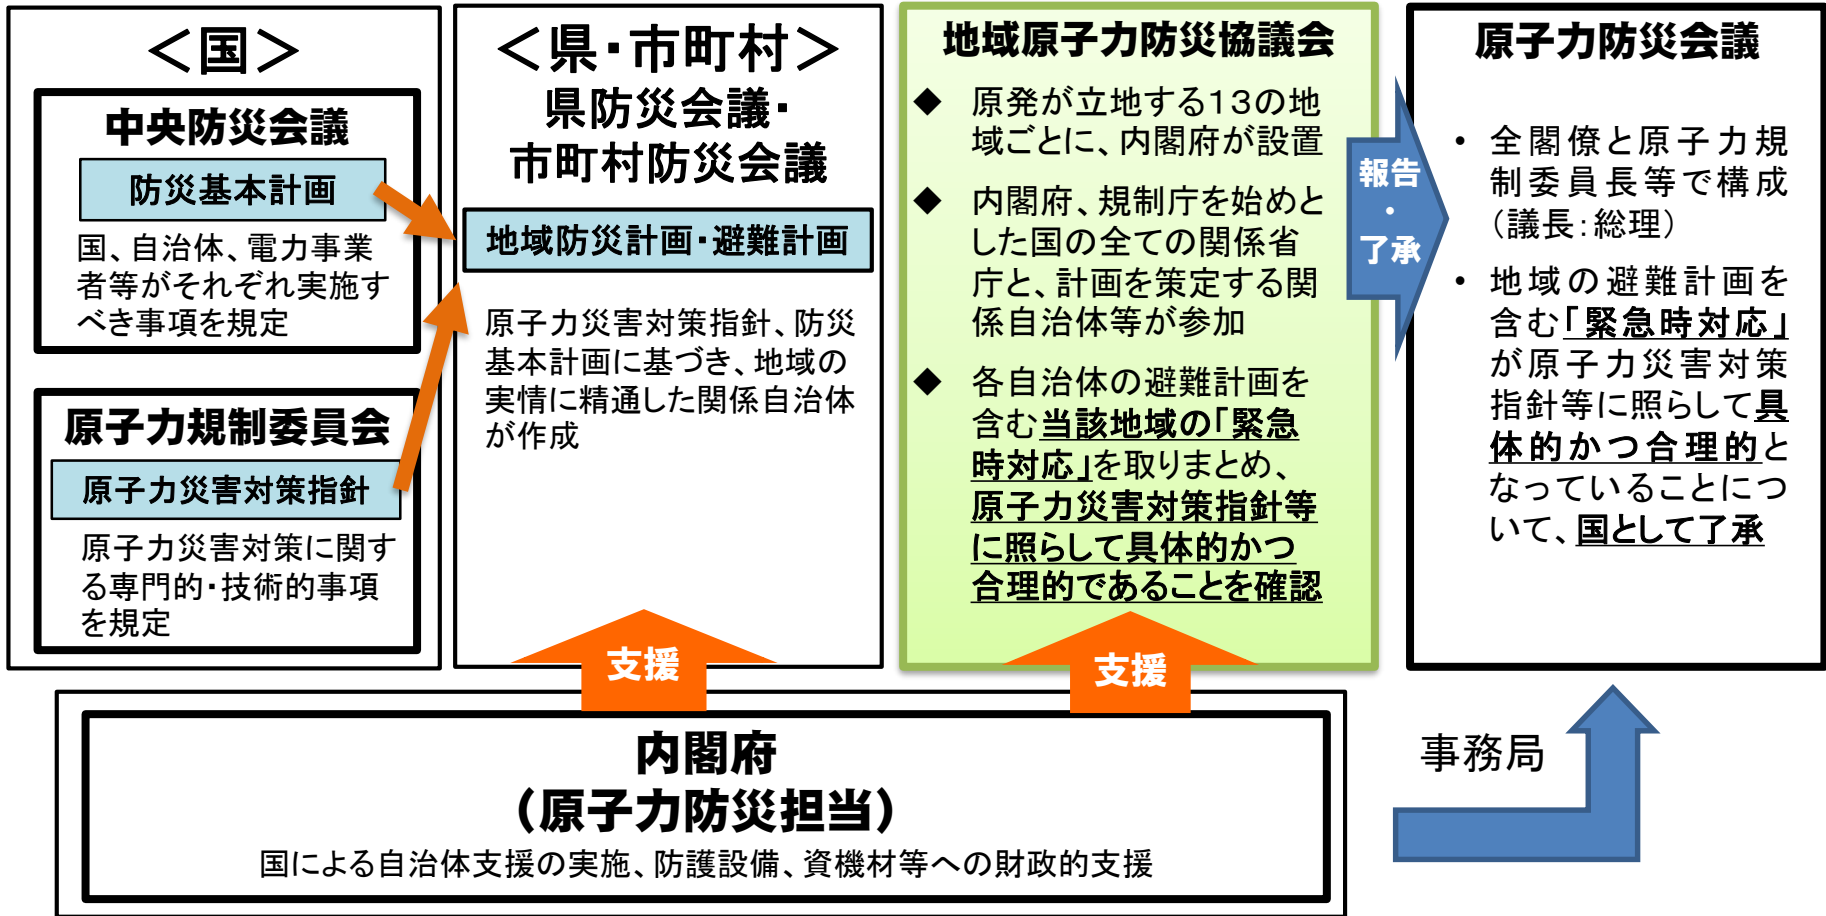 ＜国＞
中央防災会議
防災基本計画
国、自治体、電力事業
者等がそれぞれ実施す
べき事項を規定
原子力規制委員会
原子力災害対策指針
原子力災害対策に関す
る専門的・技術的事項
を規定
＜県・市町村＞
県防災会議・
市町村防災会議
地域防災計画・避難計画
原子力災害対策指針、防災
基本計画に基づき、地域の
実情に精通した関係自治体
が作成
支援
地域原子力防災協議会
◆ 原発が立地する１３の地
域ごとに、内閣府が設置
◆ 内閣府、規制庁を始めと
した国の全ての関係省
庁と、計画を策定する関
係自治体等が参加
◆ 各自治体の避難計画を
含む当該地域の「緊急
時対応」を取りまとめ、
原子力災害対策指針等
に照らして具体的かつ
合理的であることを確認
支援
報告
・
了承
原子力防災会議
• 全閣僚と原子力規
制委員長等で構成
（議長：総理）
• 地域の避難計画を
含む「緊急時対応」
が原子力災害対策
指針等に照らして具
体的かつ合理的と
なっていることにつ
いて、国として了承
内閣府
（原子力防災担当）
国による自治体支援の実施、防護設備、資機材等への財政的支援
事務局